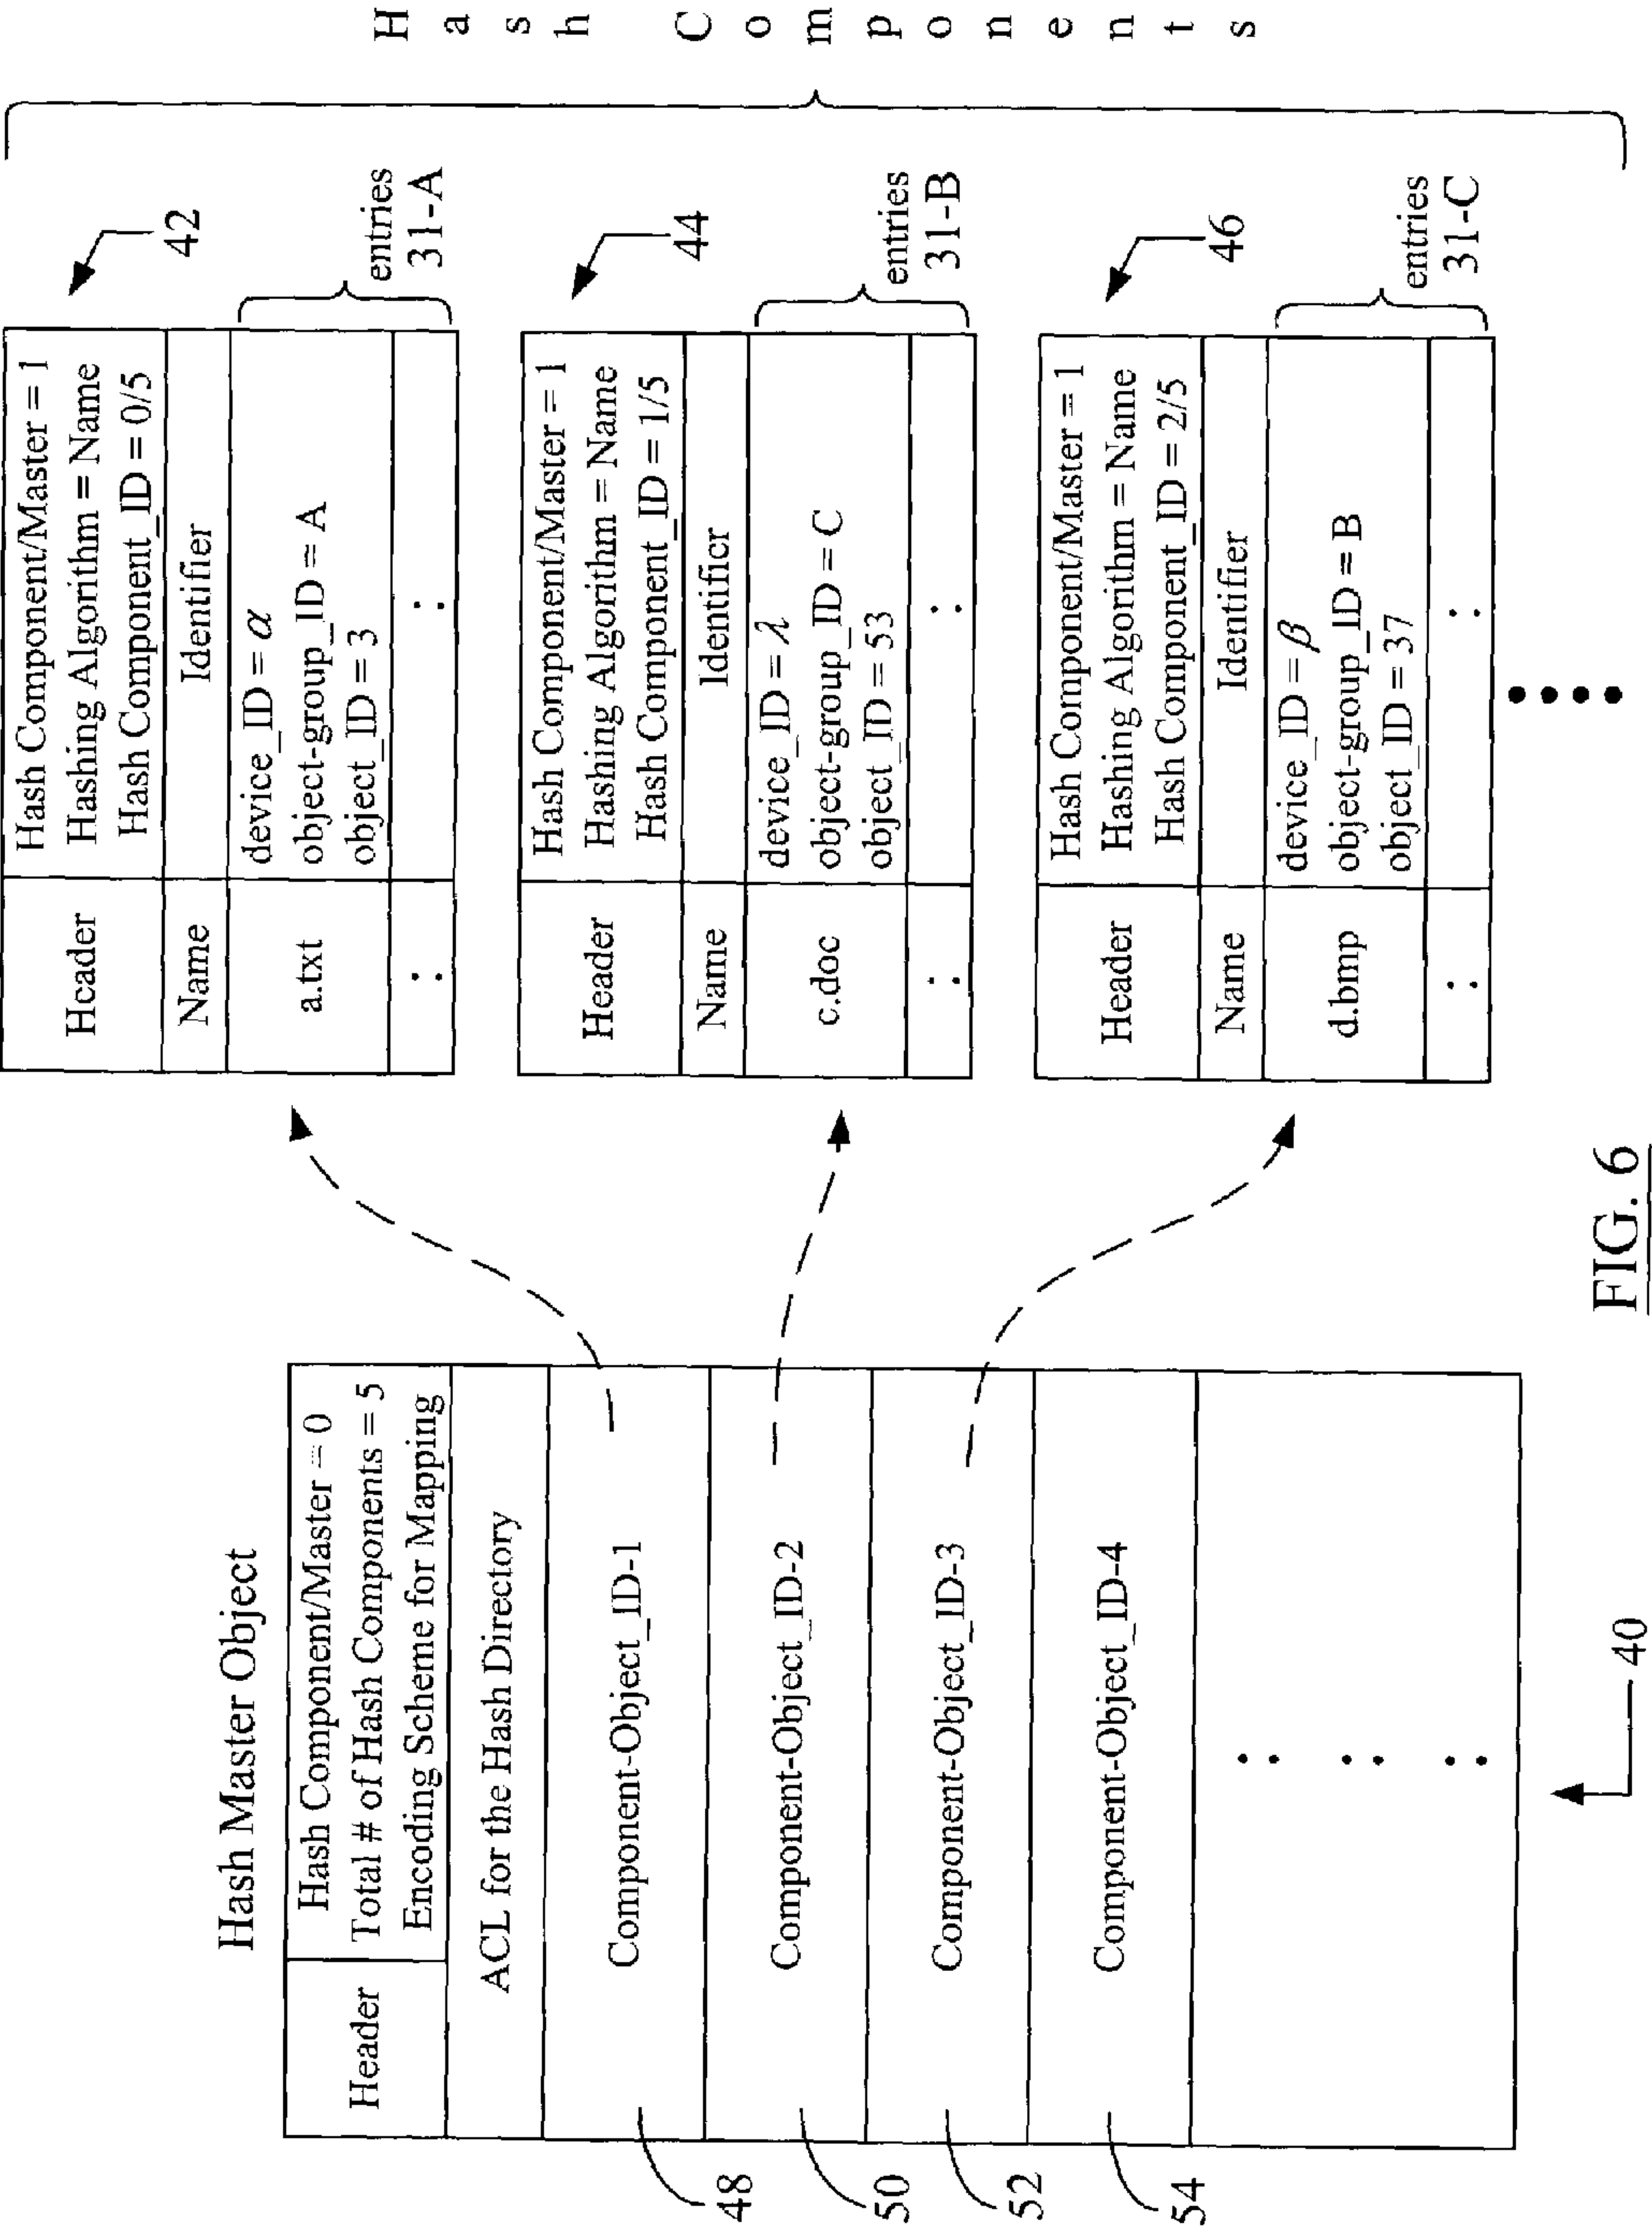 Hash Master Object
Header
Hash Component/Master = 0
Total # of Hash Components = 5
Encoding Scheme for Mapping
ACL for the Hash Directory
48
Component-Object_ID-1
50
Component-Object_ID-2
52
Component-Object_ID-3
54
Component-Object_ID-4
40
Header
Hash Component/Master = 1
Hashing Algorithm = Name
Hash Component_ID = 0/5
42
Name
Identifier
a.txt
device_ID = α
object-group_ID = A
object_ID = 3
entries
31-A
Header
Hash Component/Master = 1
Hashing Algorithm = Name
Hash Component_ID = 1/5
44
Name
Identifier
c.doc
device_ID = λ
object-group_ID = C
object_ID = 53
entries
31-B
Header
Hash Component/Master = 1
Hashing Algorithm = Name
Hash Component_ID = 2/5
46
Name
Identifier
d.bmp
device_ID = β
object-group_ID = B
object_ID = 37
entries
31-C
Hash Components
FIG. 6